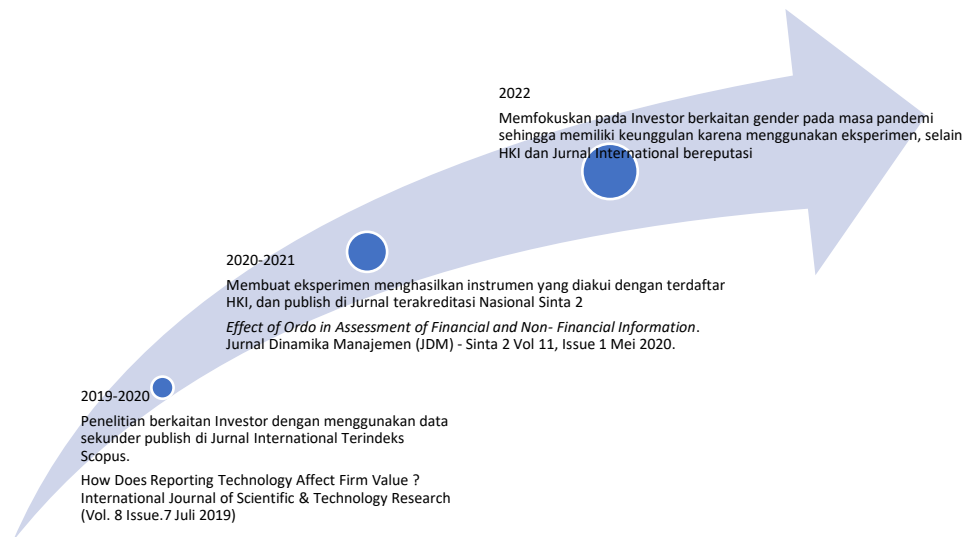 2022
Memfokuskan pada Investor berkaitan gender pada masa pandemi
sehingga memiliki keunggulan karena menggunakan eksperimen, selain
HKI dan Jurnal International bereputasi
2020-2021
Membuat eksperimen menghasilkan instrumen yang diakui dengan terdaftar
HKI, dan publish di Jurnal terakreditasi Nasional Sinta 2
Effect of Ordo in Assessment of Financial and Non- Financial Information.
Jurnal Dinamika Manajemen (JDM) - Sinta 2 Vol 11, Issue 1 Mei 2020.
2019-2020
Penelitian berkaitan Investor dengan menggunakan data
sekunder publish di Jurnal International Terindeks
Scopus.
How Does Reporting Technology Affect Firm Value ?
International Journal of Scientific & Technology Research
(Vol. 8 Issue.7 Juli 2019)